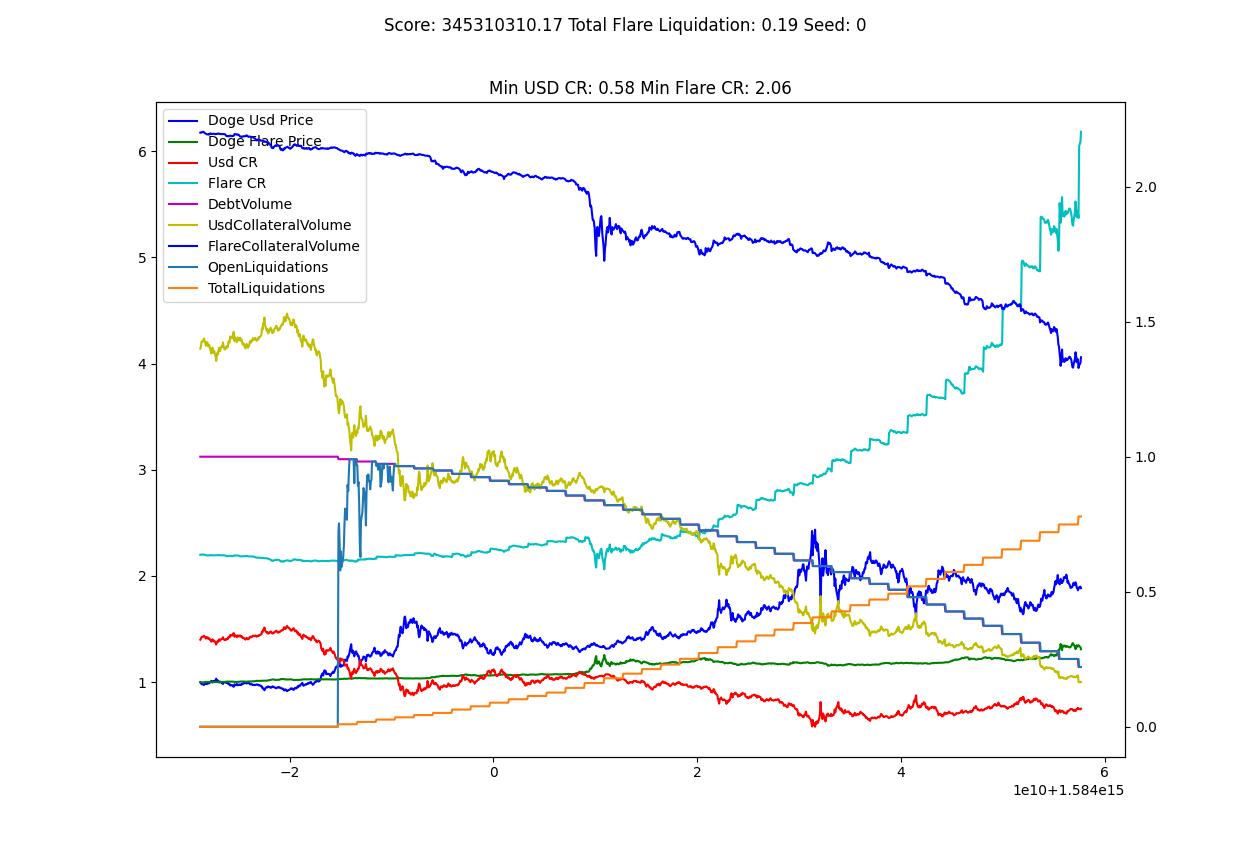 Score: 345310310.17 Total Flare Liquidation: 0.19 Seed: 0
Min USD CR: 0.58 Min Flare CR: 2.06
Doge Usd Price
Doge Flare Price
Usd CR
Flare CR
DebtVolume
UsdCollateralVolume
FlareCollateralVolume
OpenLiquidations
TotalLiquidations
6
5
4
3
2
1
2.0
1.5
1.0
0.5
0.0
−2
0
2
4
6
1e10+1.584e15